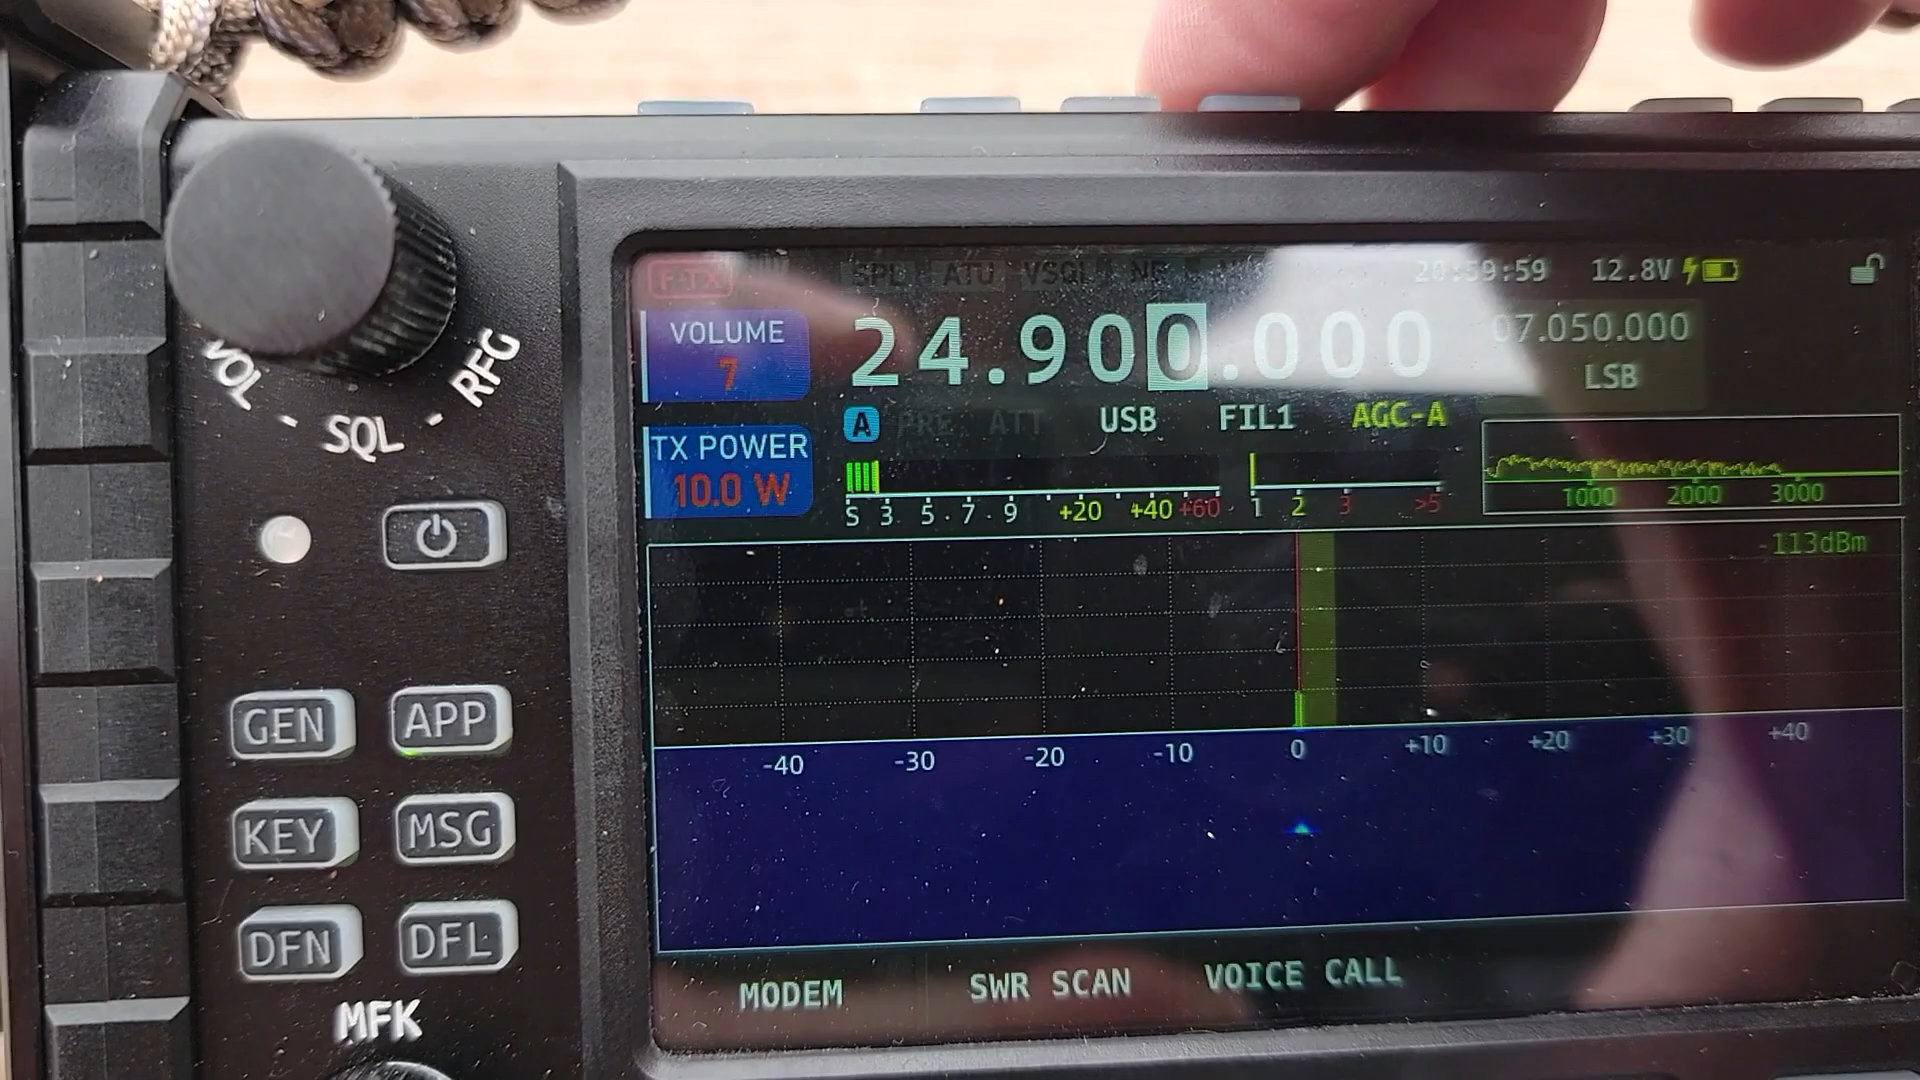 VOL - SQL - RFG
GEN APP
KEY MSG
DFN DFL
MFK
PATX SPL ATU VSQL 12.8V
VOLUME
7
24.900.000
07.050.000
LSB
A PRE ATT USB FIL1 AGC-A
TX POWER
10.0 W
S 3 5 7 9 +20 +40 +60
1 2 3 >5
1000 2000 3000
-113dBm
-40 -30 -20 -10 0 +10 +20 +30 +40
MODEM SWR SCAN VOICE CALL